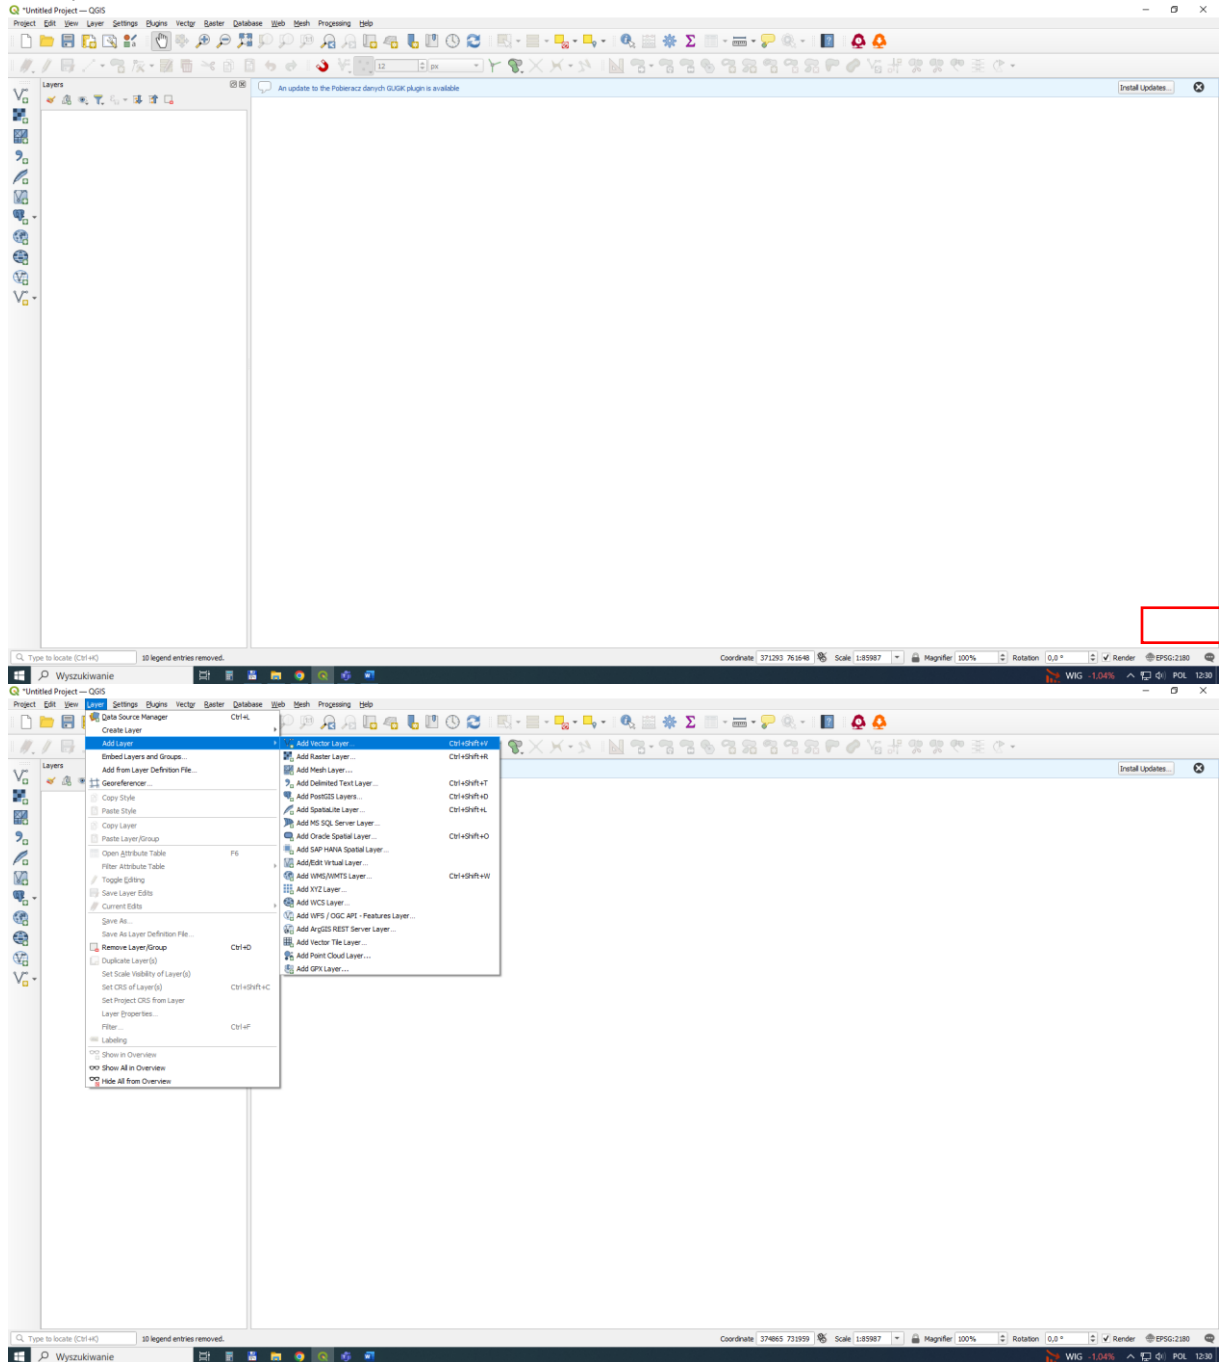 *Untitled Project — QGIS
Project Edit View Layer Settings Plugins Vector Raster Database Web Mesh Processing Help
12 px
Layers
An update to the Pobieracz danych GUGiK plugin is available
Install Updates...
Type to locate (Ctrl+K)
10 legend entries removed.
Coordinate 371293 761648 Scale 1:85987 Magnifier 100% Rotation 0,0 ° Render EPSG:2180
Wyszukiwanie
WIG -1,04% POL 12:30
*Untitled Project — QGIS
Project Edit View Layer Settings Plugins Vector Raster Database Web Mesh Processing Help
Layers
Install Updates...
Data Source Manager Ctrl+L
Create Layer
Add Layer
Embed Layers and Groups...
Add from Layer Definition File...
Georeferencer...
Copy Style
Paste Style
Copy Layer
Paste Layer/Group
Open Attribute Table F6
Filter Attribute Table
Toggle Editing
Save Layer Edits
Current Edits
Save As...
Save As Layer Definition File...
Remove Layer/Group Ctrl+D
Duplicate Layer(s)
Set Scale Visibility of Layer(s)
Set CRS of Layer(s) Ctrl+Shift+C
Set Project CRS from Layer
Layer Properties...
Filter... Ctrl+F
Labeling
Show in Overview
Show All in Overview
Hide All from Overview
Add Vector Layer... Ctrl+Shift+V
Add Raster Layer... Ctrl+Shift+R
Add Mesh Layer...
Add Delimited Text Layer... Ctrl+Shift+T
Add PostGIS Layers... Ctrl+Shift+D
Add SpatiaLite Layer... Ctrl+Shift+L
Add MS SQL Server Layer...
Add Oracle Spatial Layer... Ctrl+Shift+O
Add SAP HANA Spatial Layer...
Add/Edit Virtual Layer...
Add WMS/WMTS Layer... Ctrl+Shift+W
Add XYZ Layer...
Add WCS Layer...
Add WFS / OGC API - Features Layer...
Add ArcGIS REST Server Layer...
Add Vector Tile Layer...
Add Point Cloud Layer...
Add GPX Layer...
Type to locate (Ctrl+K)
10 legend entries removed.
Coordinate 374865 731959 Scale 1:85987 Magnifier 100% Rotation 0,0 ° Render EPSG:2180
Wyszukiwanie
WIG -1,04% POL 12:30